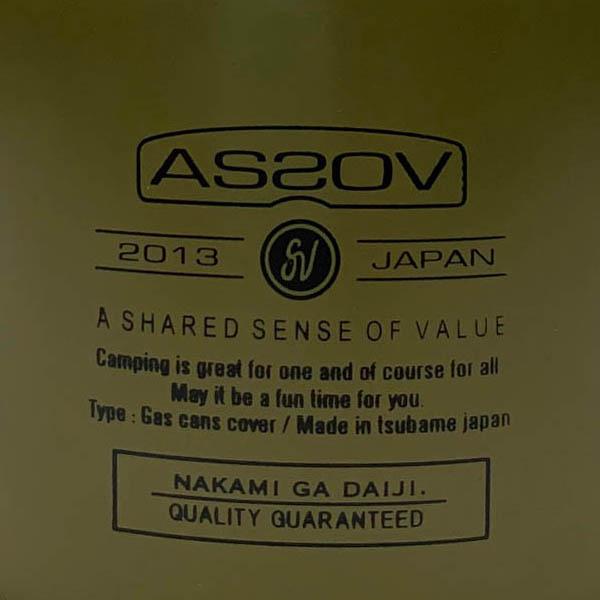 ASSOV
2013 SV JAPAN
A SHARED SENSE OF VALUE
Camping is great for one and of course for all
May it be a fun time for you.
Type : Gas cans cover / Made in tsubame japan
NAKAMI GA DAIJI.
QUALITY GUARANTEED